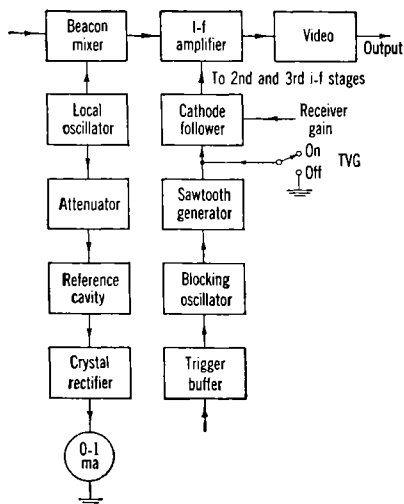 Beacon
mixer
I-f
amplifier
Video
Output
To 2nd and 3rd i-f stages
Local
oscillator
Cathode
follower
Receiver
gain
On
TVG
Off
Attenuator
Sawtooth
generator
Reference
cavity
Blocking
oscillator
Crystal
rectifier
Trigger
buffer
0-1
ma